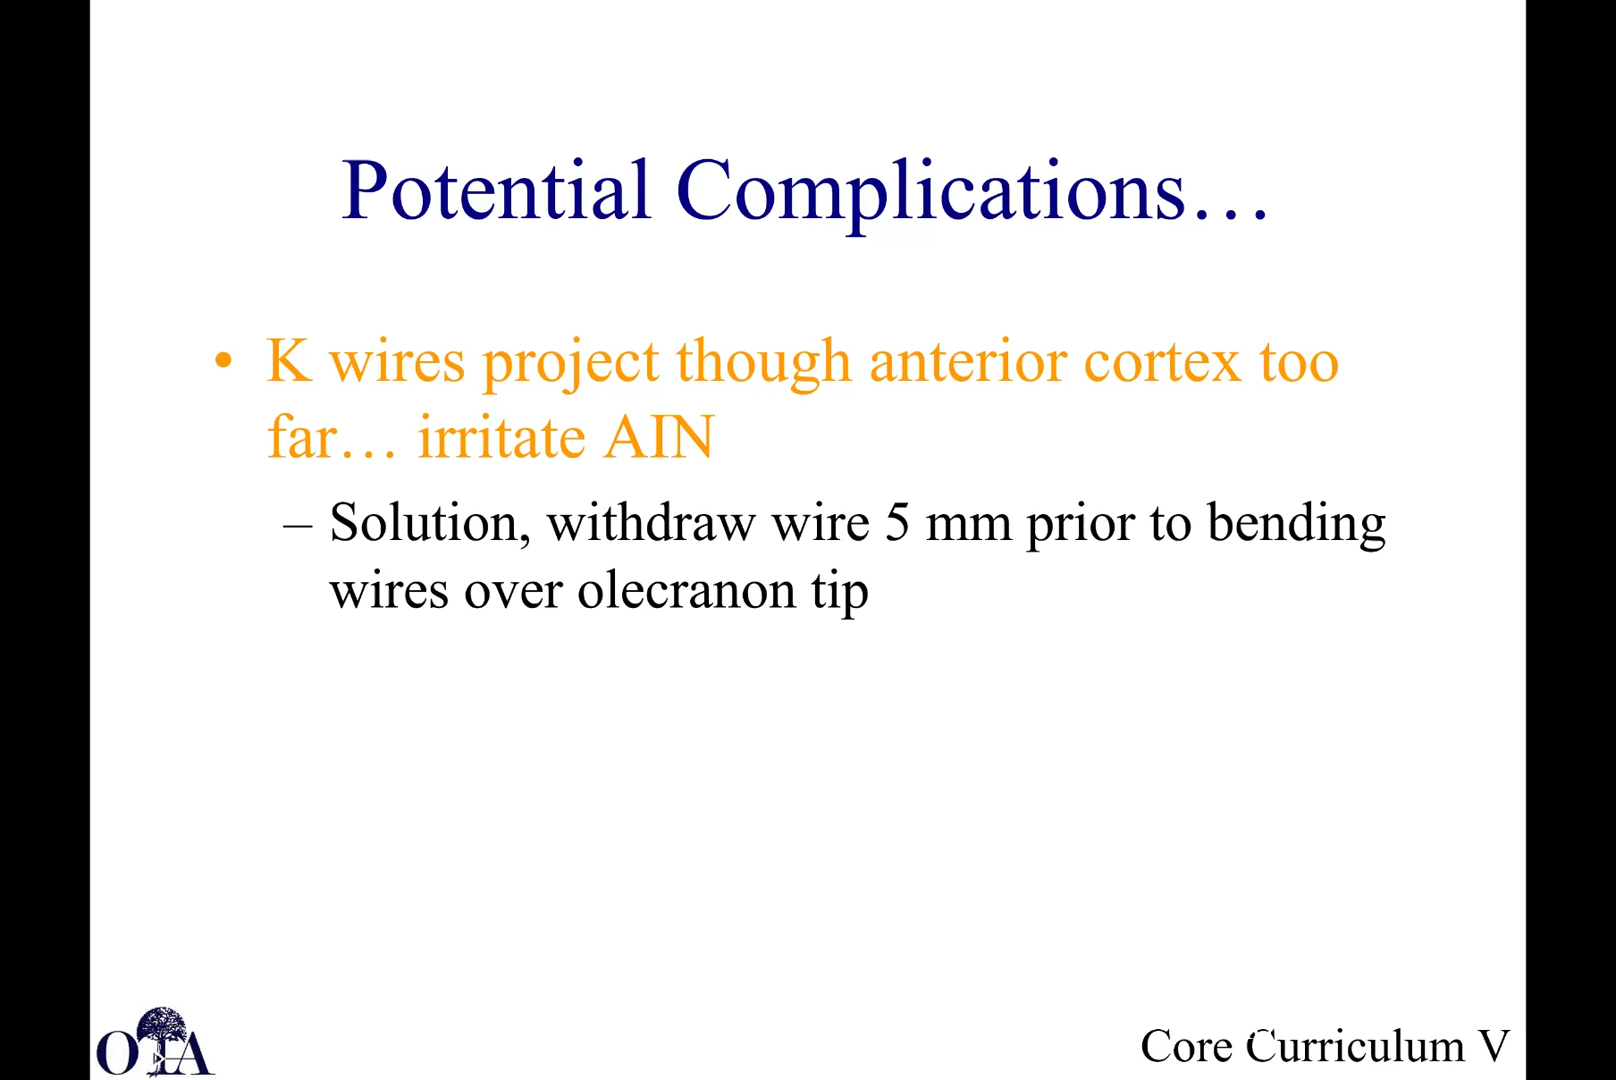 Potential Complications…
• K wires project though anterior cortex too
far… irritate AIN
– Solution, withdraw wire 5 mm prior to bending
wires over olecranon tip
OTA
Core Curriculum V